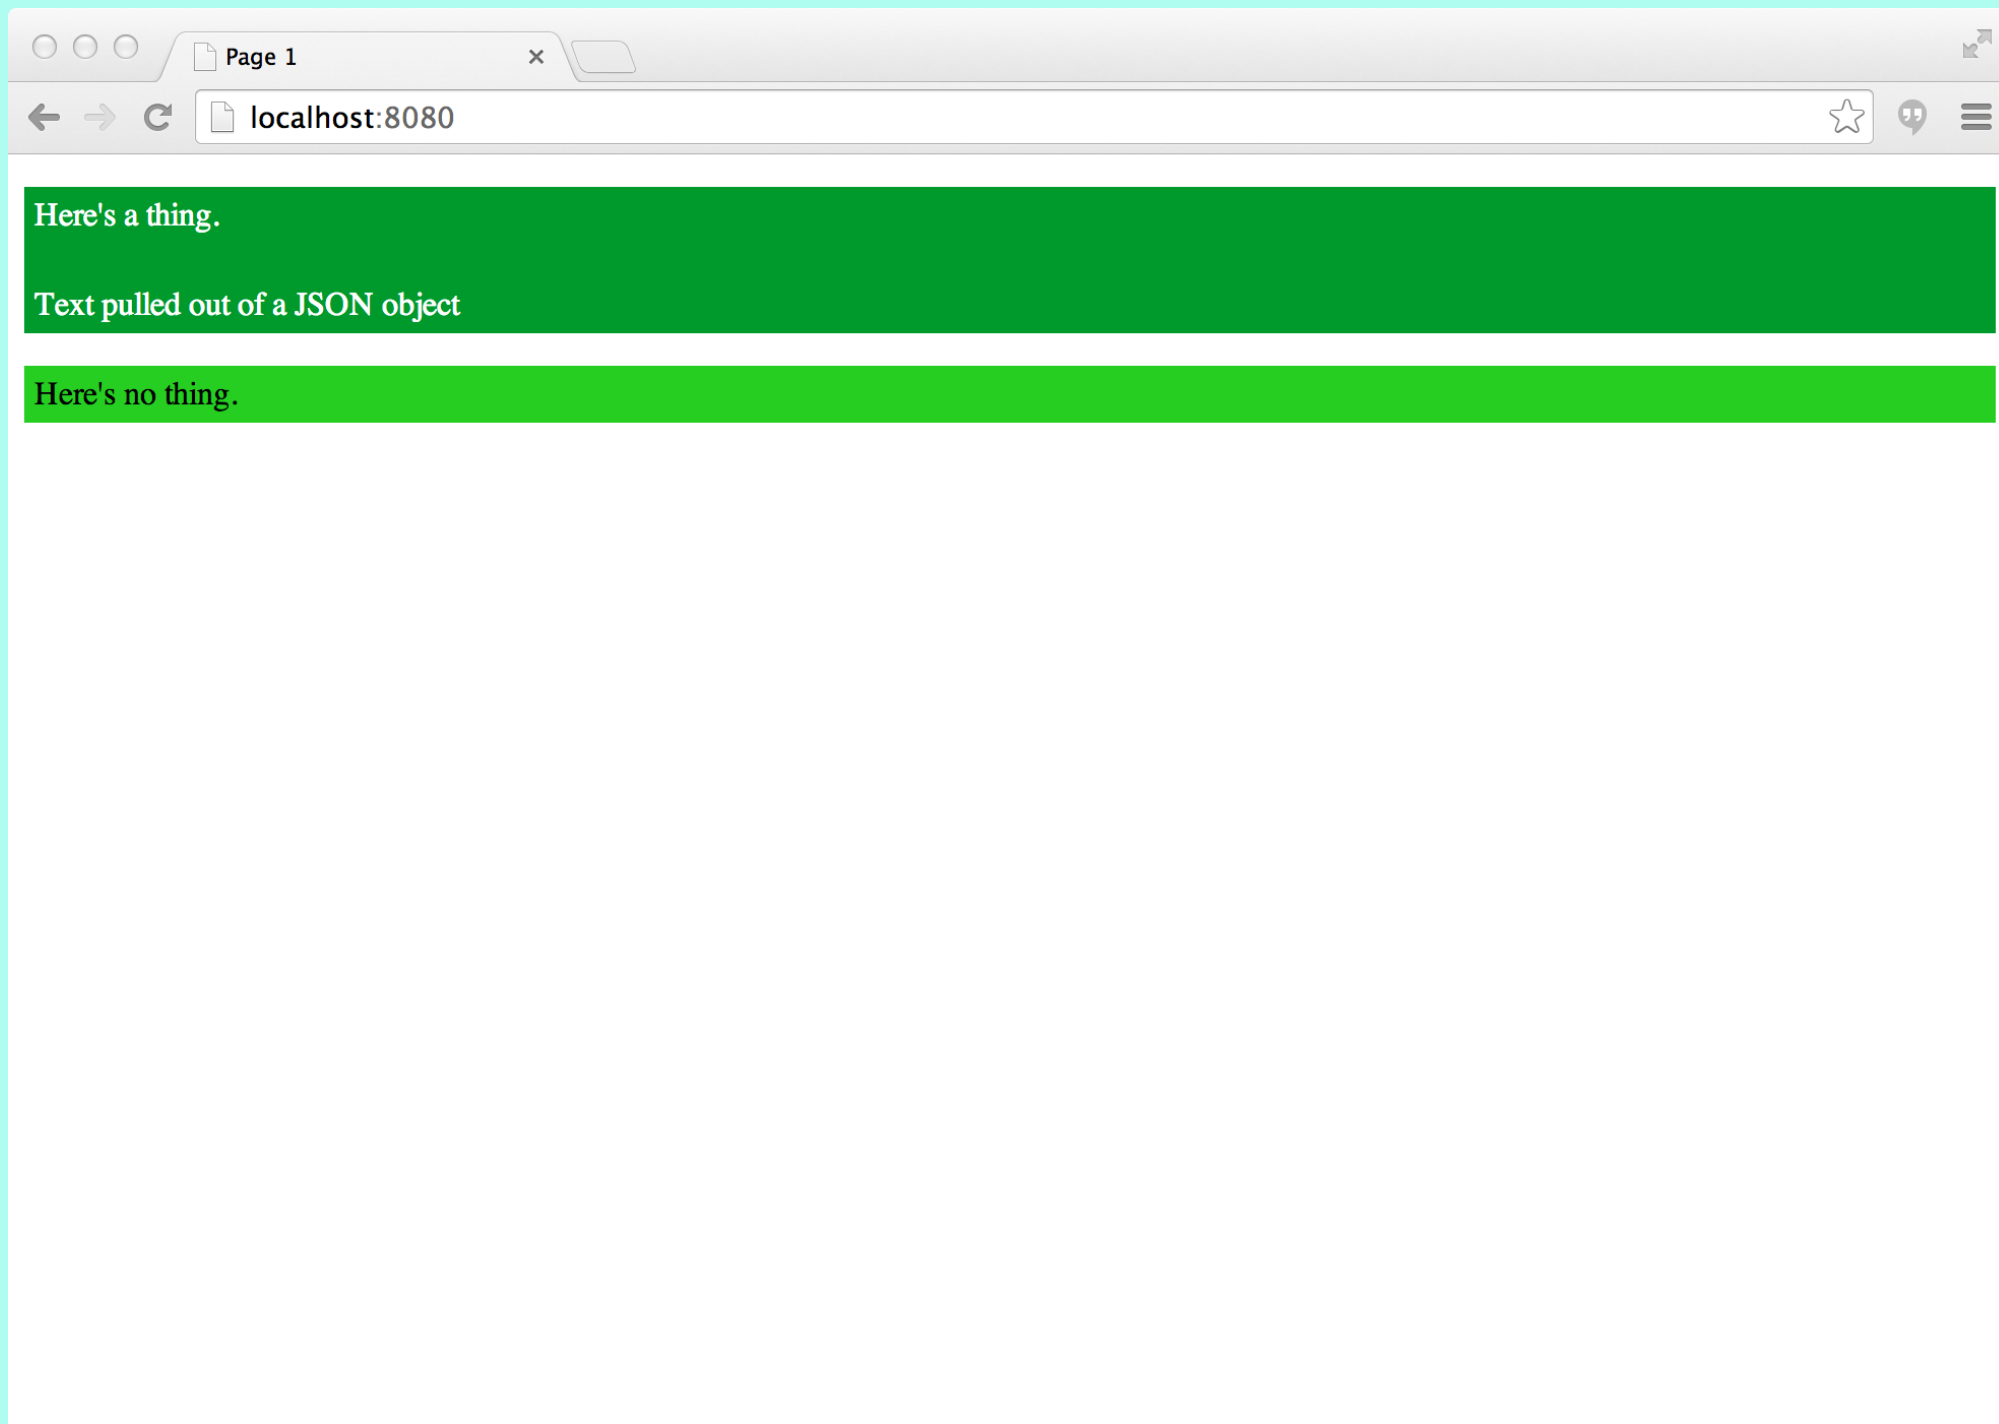 Page 1
localhost:8080
Here's a thing.
Text pulled out of a JSON object
Here's no thing.